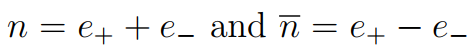 n = e₊ + e₋ and n̅ = e₊ − e₋